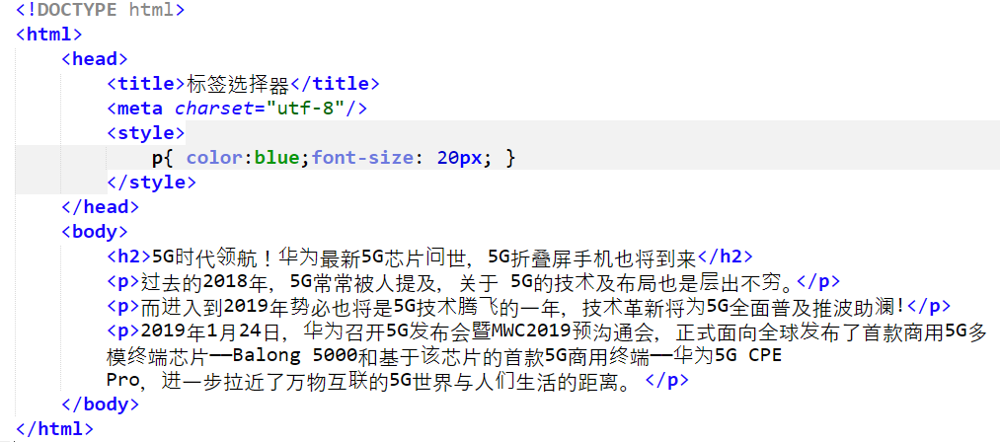 <!DOCTYPE html>
<html>
<head>
<title>标签选择器</title>
<meta charset="utf-8"/>
<style>
p{ color:blue;font-size: 20px; }
</style>
</head>
<body>
<h2>5G时代领航！华为最新5G芯片问世，5G折叠屏手机也将到来</h2>
<p>过去的2018年，5G常常被人提及，关于 5G的技术及布局也是层出不穷。</p>
<p>而进入到2019年势必也将是5G技术腾飞的一年，技术革新将为5G全面普及推波助澜!</p>
<p>2019年1月24日，华为召开5G发布会暨MWC2019预沟通会，正式面向全球发布了首款商用5G多
模终端芯片——Balong 5000和基于该芯片的首款5G商用终端——华为5G CPE
Pro，进一步拉近了万物互联的5G世界与人们生活的距离。 </p>
</body>
</html>